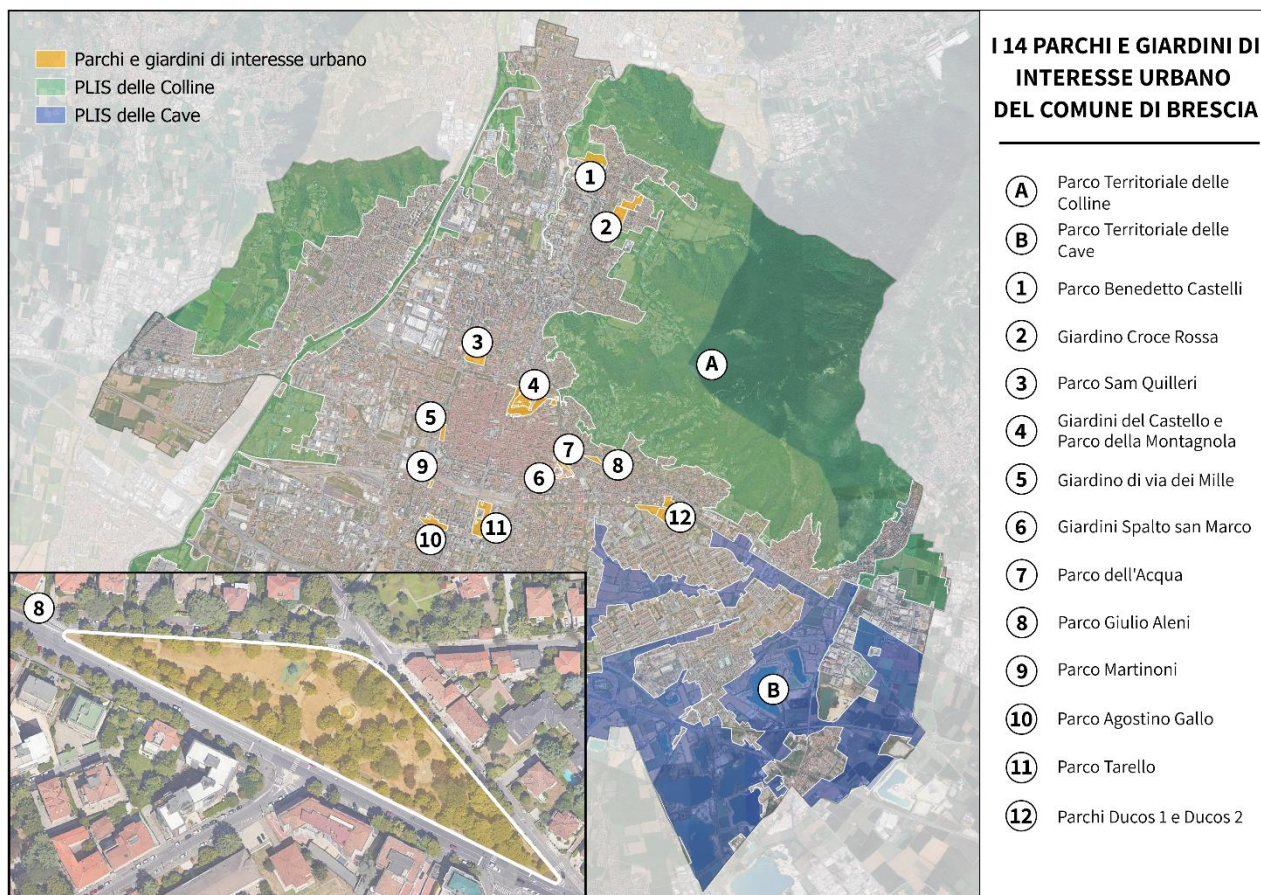 Parchi e giardini di interesse urbano
PLIS delle Colline
PLIS delle Cave
1
2
3
A
4
5
7
9
6
8
12
10
11
8
B
I 14 PARCHI E GIARDINI DI
INTERESSE URBANO
DEL COMUNE DI BRESCIA
A Parco Territoriale delle
Colline
B Parco Territoriale delle
Cave
1 Parco Benedetto Castelli
2 Giardino Croce Rossa
3 Parco Sam Quilleri
4 Giardini del Castello e
Parco della Montagnola
5 Giardino di via dei Mille
6 Giardini Spalto san Marco
7 Parco dell'Acqua
8 Parco Giulio Aleni
9 Parco Martinoni
10 Parco Agostino Gallo
11 Parco Tarello
12 Parchi Ducos 1 e Ducos 2